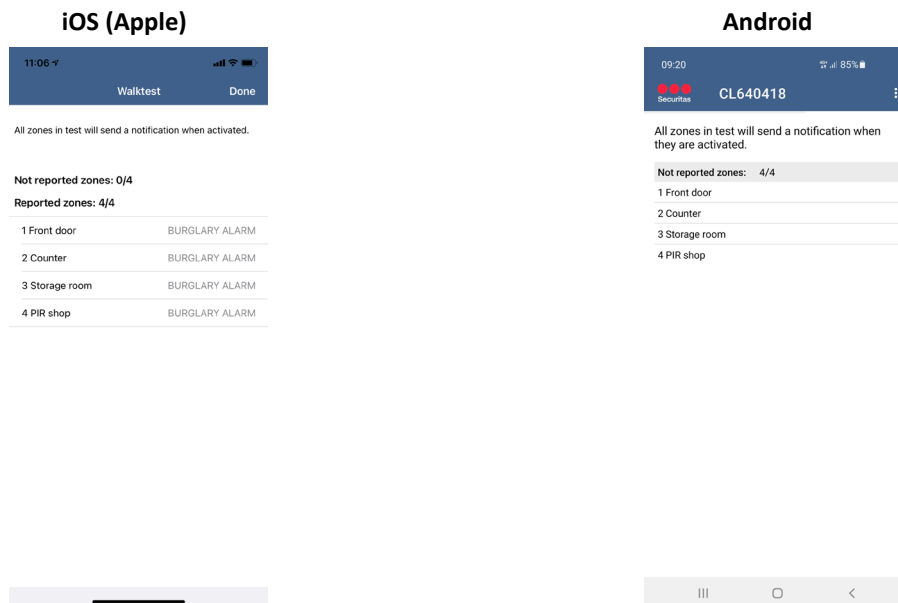 iOS (Apple)
11:06
Walktest
Done
All zones in test will send a notification when activated.
Not reported zones: 0/4
Reported zones: 4/4
1 Front door BURGLARY ALARM
2 Counter BURGLARY ALARM
3 Storage room BURGLARY ALARM
4 PIR shop BURGLARY ALARM
Android
09:20
85%
Securitas
CL640418
All zones in test will send a notification when
they are activated.
Not reported zones: 4/4
1 Front door
2 Counter
3 Storage room
4 PIR shop